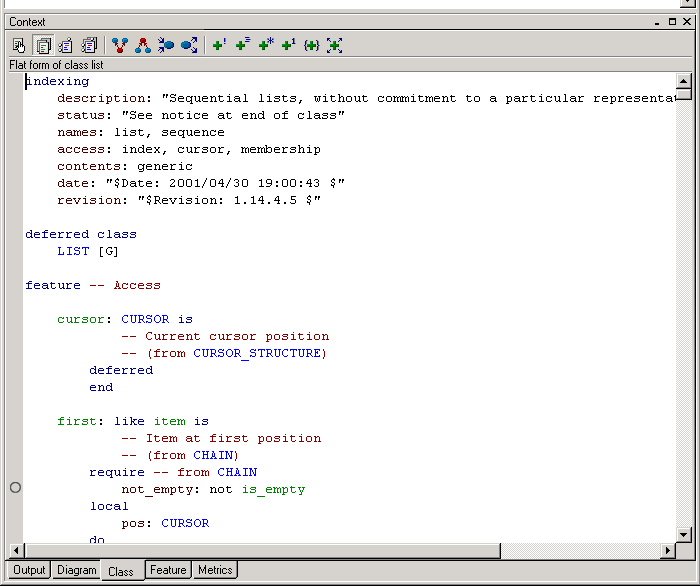 Context
Flat form of class list
indexing
description: "Sequential lists, without commitment to a particular representat
status: "See notice at end of class"
names: list, sequence
access: index, cursor, membership
contents: generic
date: "$Date: 2001/04/30 19:00:43 $"
revision: "$Revision: 1.14.4.5 $"
deferred class
LIST [G]
feature -- Access
cursor: CURSOR is
-- Current cursor position
-- (from CURSOR_STRUCTURE)
deferred
end
first: like item is
-- Item at first position
-- (from CHAIN)
require -- from CHAIN
not_empty: not is_empty
local
pos: CURSOR
do
Output Diagram Class Feature Metrics